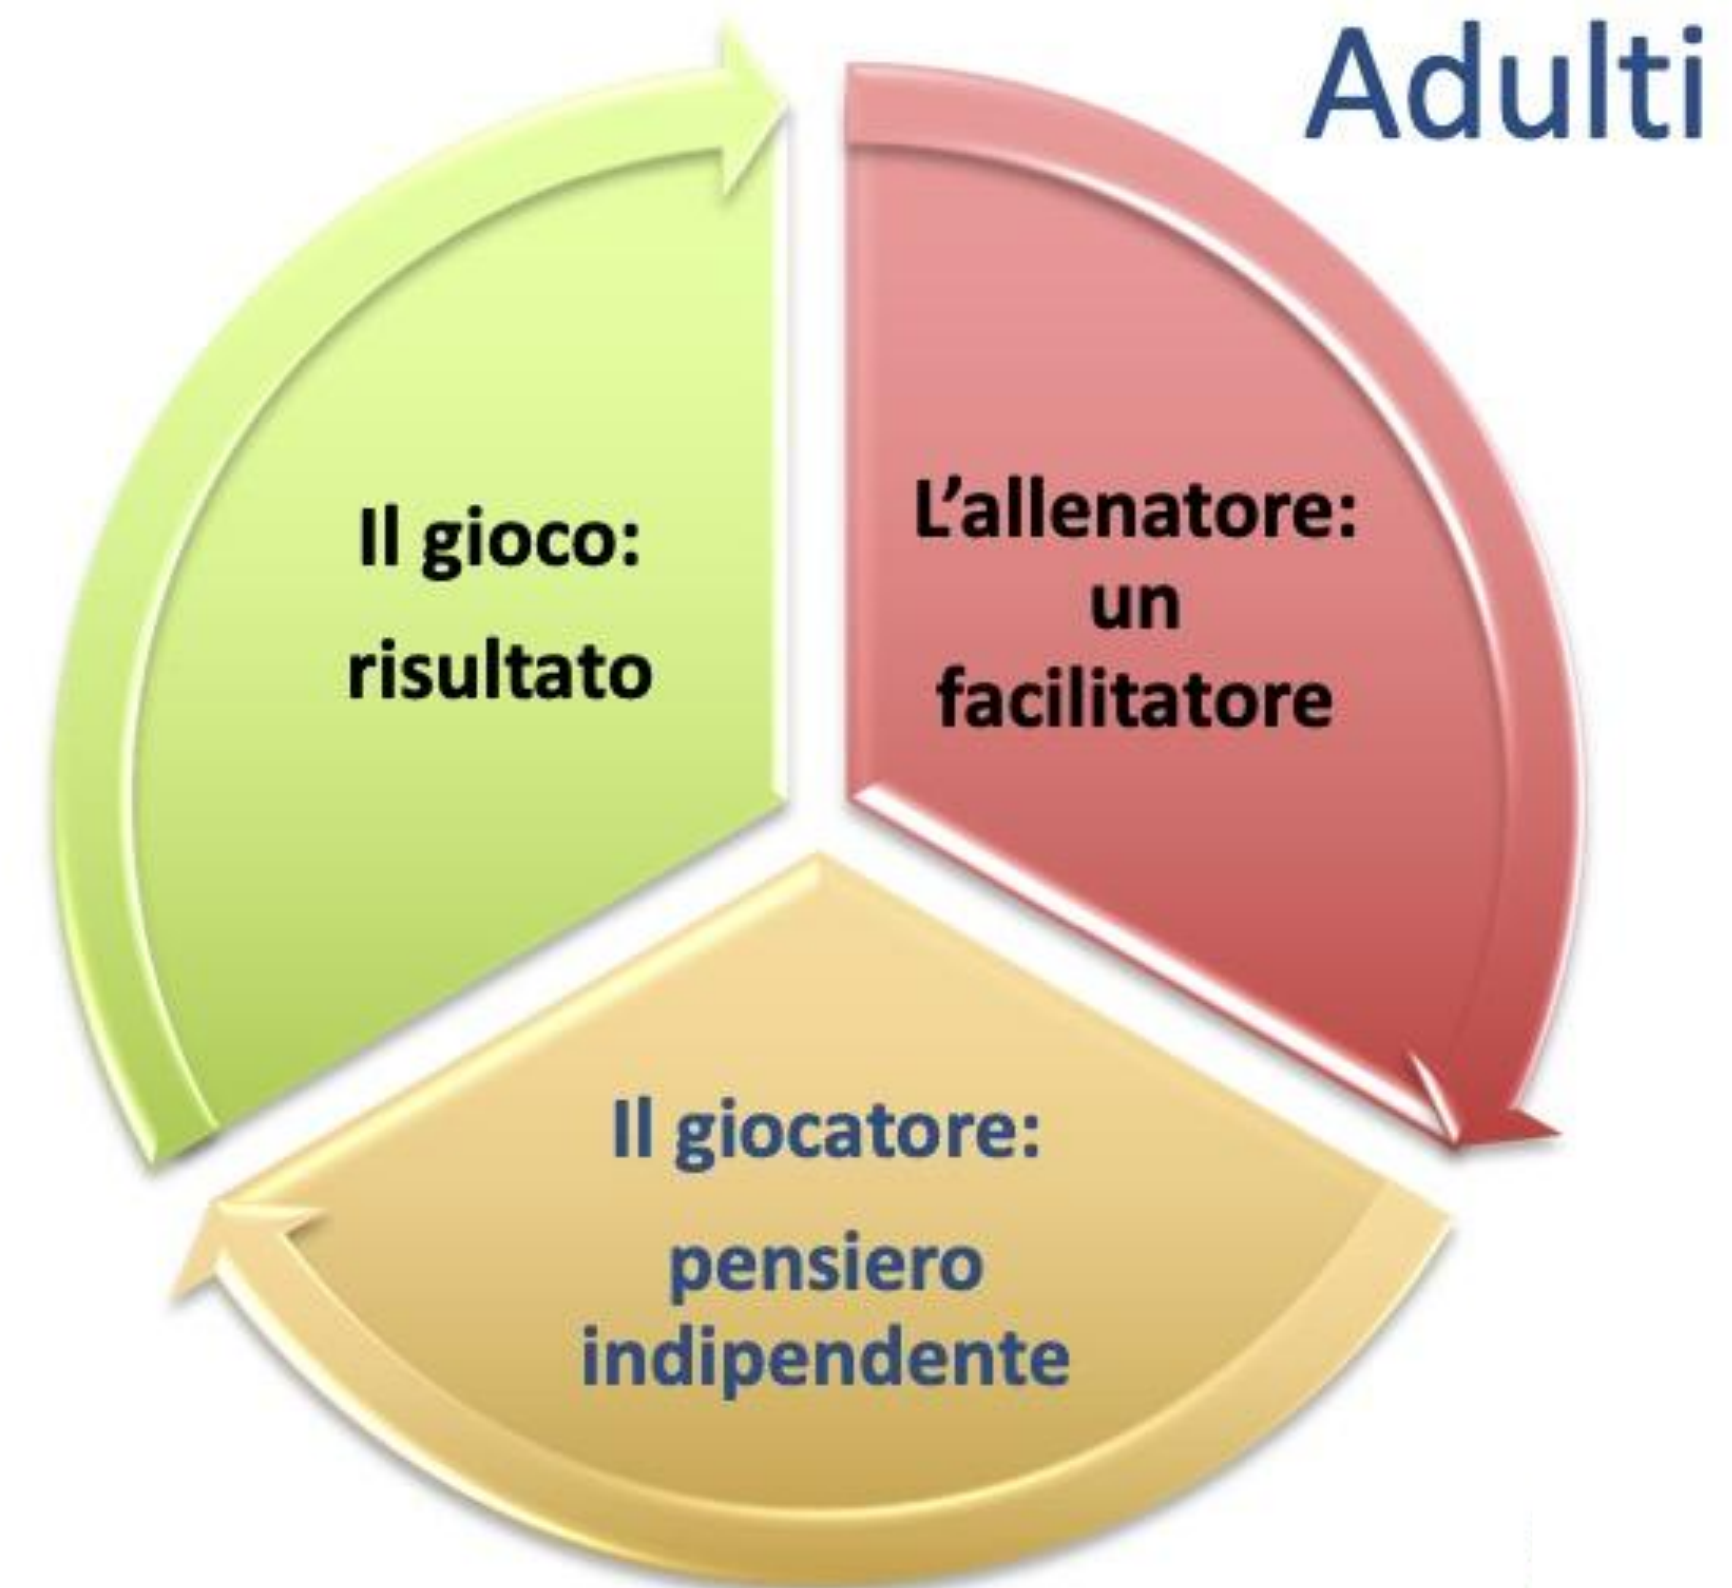 Adulti
Il gioco:
risultato
L’allenatore:
un
facilitatore
Il giocatore:
pensiero
indipendente